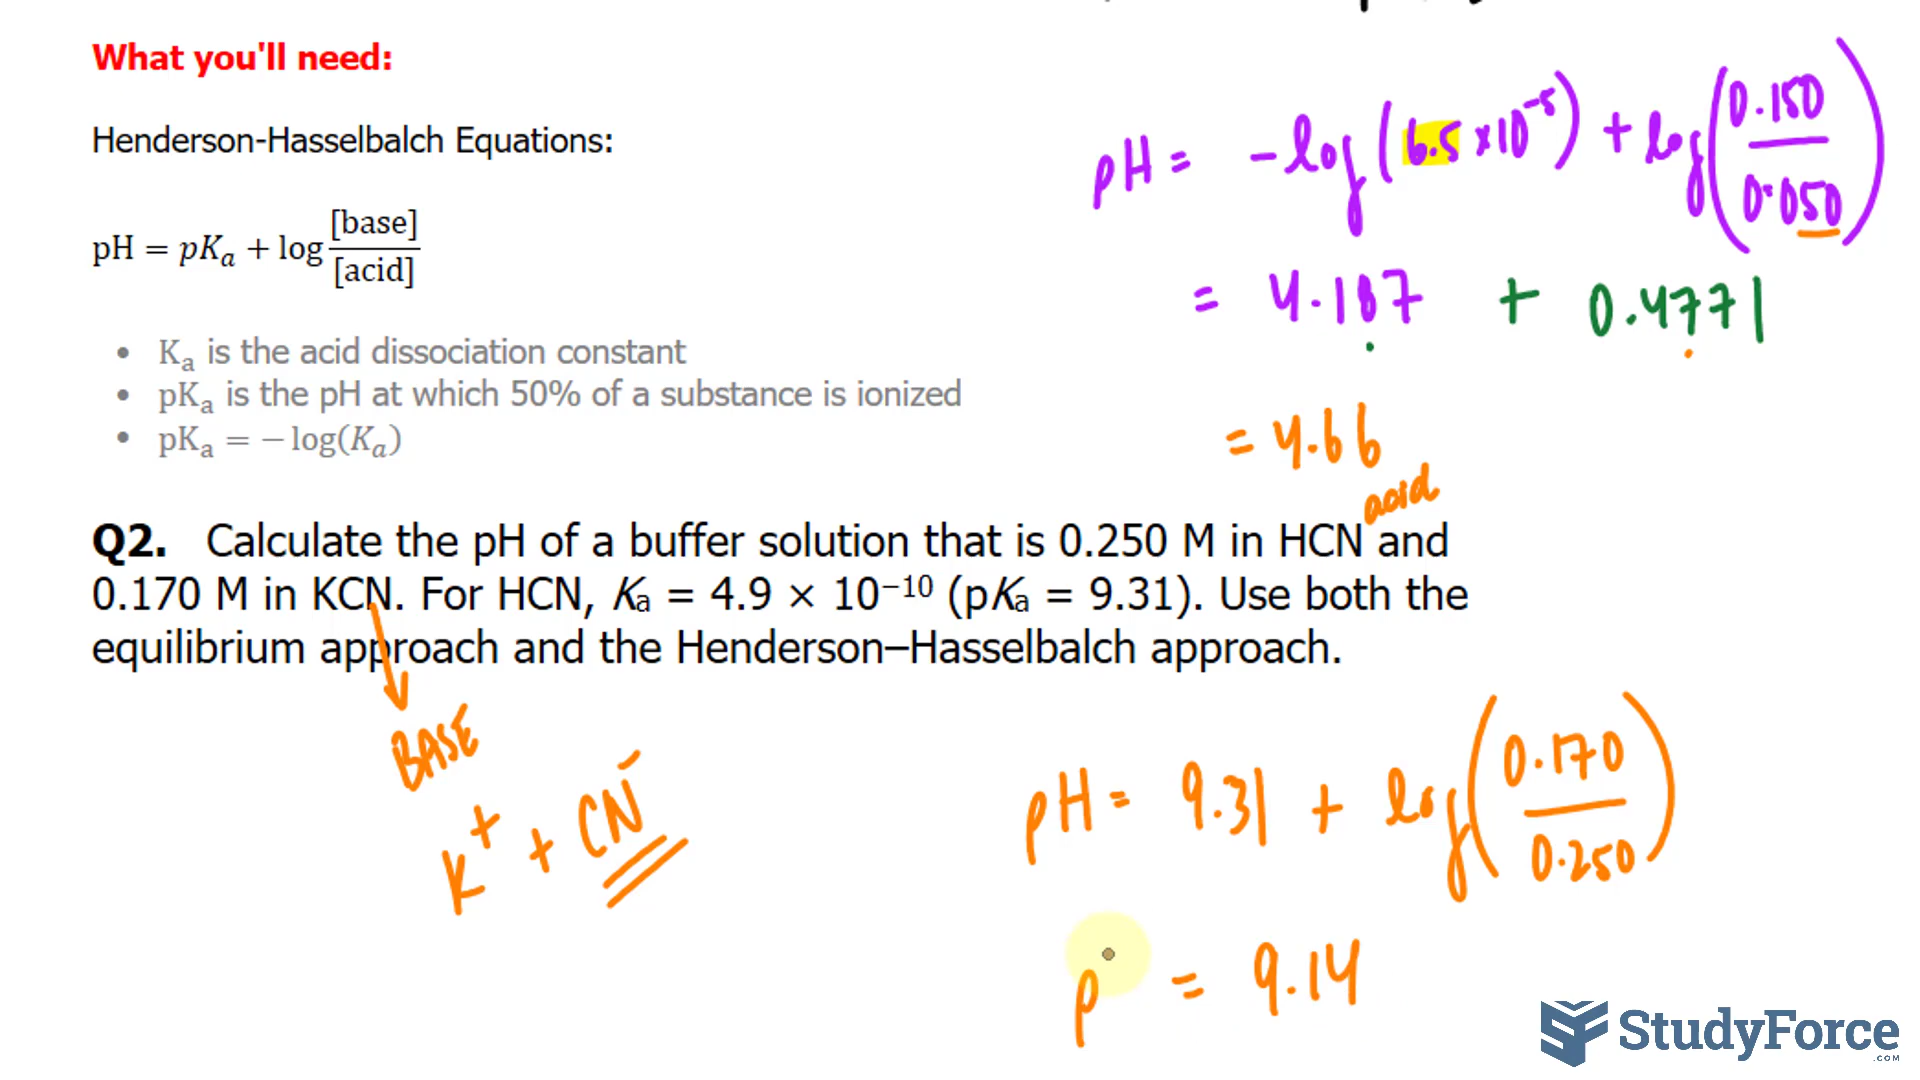 What you'll need:
Henderson-Hasselbalch Equations:
pH = pKₐ + log [base]/[acid]
• Kₐ is the acid dissociation constant
• pKₐ is the pH at which 50% of a substance is ionized
• pKₐ = − log(Kₐ)
pH = -log(6.5 x10⁻⁵) + log(0.150/0.050)
= 4.187 + 0.4771
= 4.66
acid
Q2. Calculate the pH of a buffer solution that is 0.250 M in HCN and
0.170 M in KCN. For HCN, Ka = 4.9 × 10⁻¹⁰ (pKa = 9.31). Use both the
equilibrium approach and the Henderson–Hasselbalch approach.
BASE
K⁺ + CN⁻
pH = 9.31 + log(0.170/0.250)
p = 9.14
StudyForce
.COM